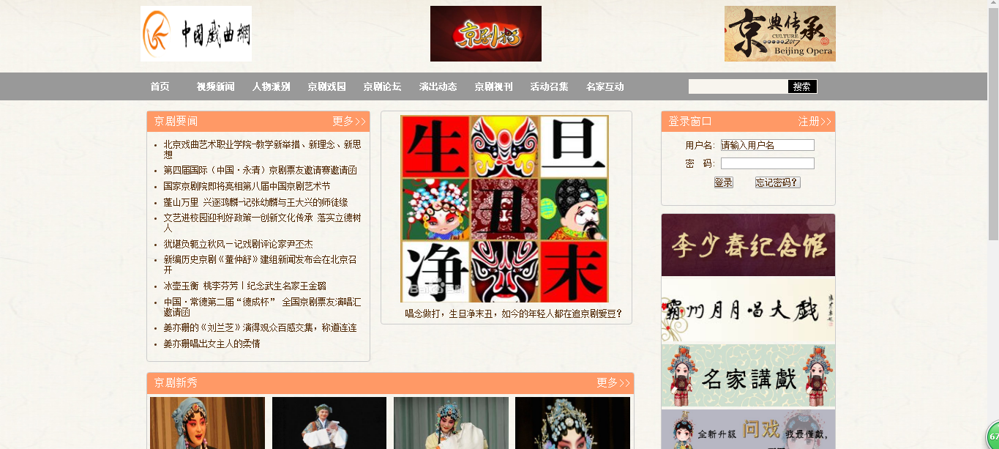 中國戲曲網
京剧猫
京典传承
CULTURE
2017
Beijing Opera
首页 视频新闻 人物派别 京剧戏园 京剧论坛 演出动态 京剧视刊 活动召集 名家互动 搜索
京剧要闻 更多>>
北京戏曲艺术职业学院-教学新举措、新理念、新思
想
第四届国际（中国·永清）京剧票友邀请赛邀请函
国家京剧院即将亮相第八届中国京剧艺术节
蓬山万里 兴逐鸿麟-记张幼麟与王大兴的师徒缘
文艺进校园迎利好政策一创新文化传承 落实立德树
人
犹堪负轭立秋风—记戏剧评论家尹丕杰
新编历史京剧《董仲舒》建组新闻发布会在北京召
开
冰壶玉衡 桃李芬芳丨纪念武生名家王金璐
中国·常德第二届“德成杯” 全国京剧票友演唱汇
邀请函
姜亦珊的《刘兰芝》演得观众百感交集，称道连连
姜亦珊唱出女主人的柔情
生 旦
丑
净 末
Baidu百科
唱念做打，生旦净末丑，如今的年轻人都在追京剧爱豆？
登录窗口 注册>>
用户名: 请输入用户名
密 码:
登录 忘记密码?
李少春纪念馆
霸州月月唱大戏
名家講戲
全新升級 问戏 我最懂戲,
京剧新秀 更多>>
67